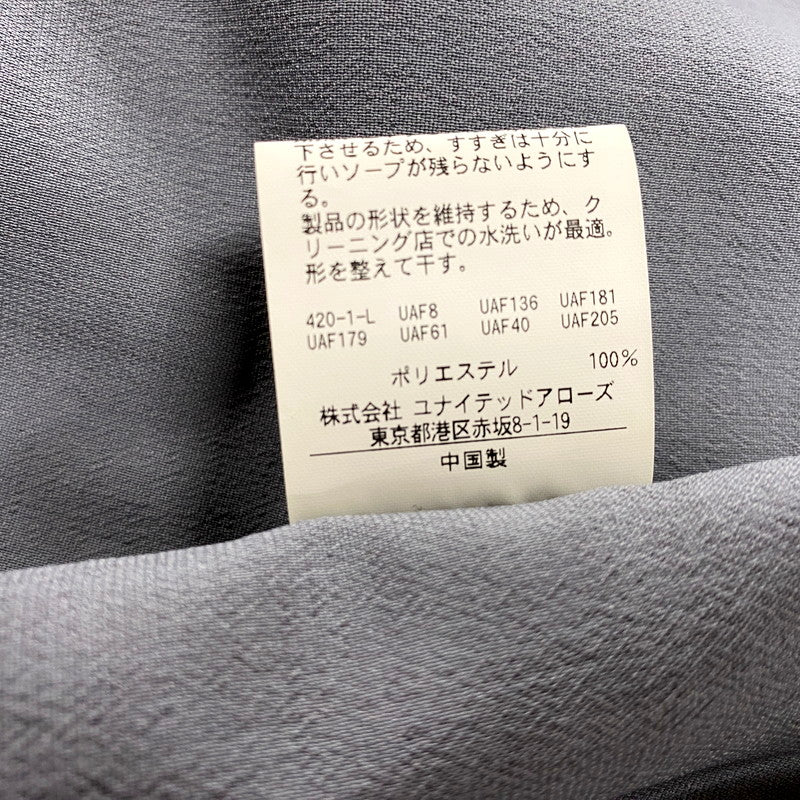 下させるため、すすぎは十分に
行いソープが残らないようにす
る。
製品の形状を維持するため、ク
リーニング店での水洗いが最適。
形を整えて干す。
420-1-L UAF8 UAF136 UAF181
UAF179 UAF61 UAF40 UAF205
ポリエステル 100%
株式会社 ユナイテッドアローズ
東京都港区赤坂8-1-19
中国製